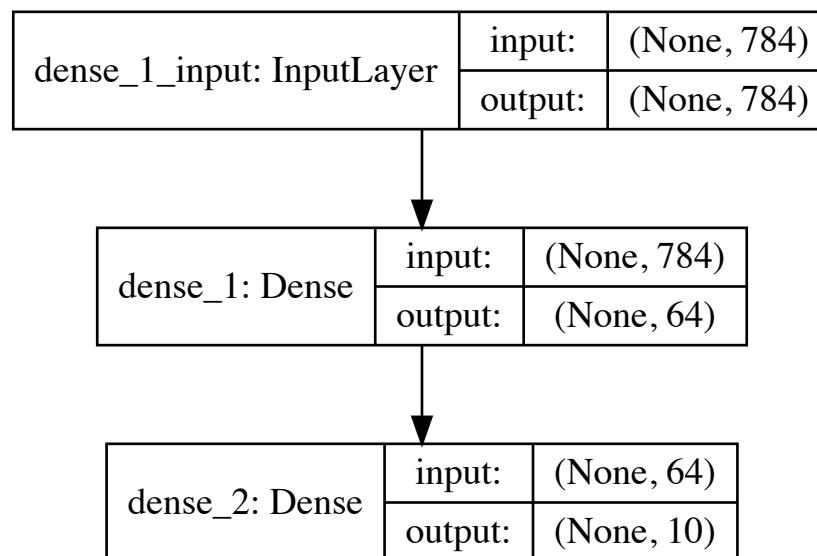 dense_1_input: InputLayer
input: (None, 784)
output: (None, 784)
dense_1: Dense
input: (None, 784)
output: (None, 64)
dense_2: Dense
input: (None, 64)
output: (None, 10)